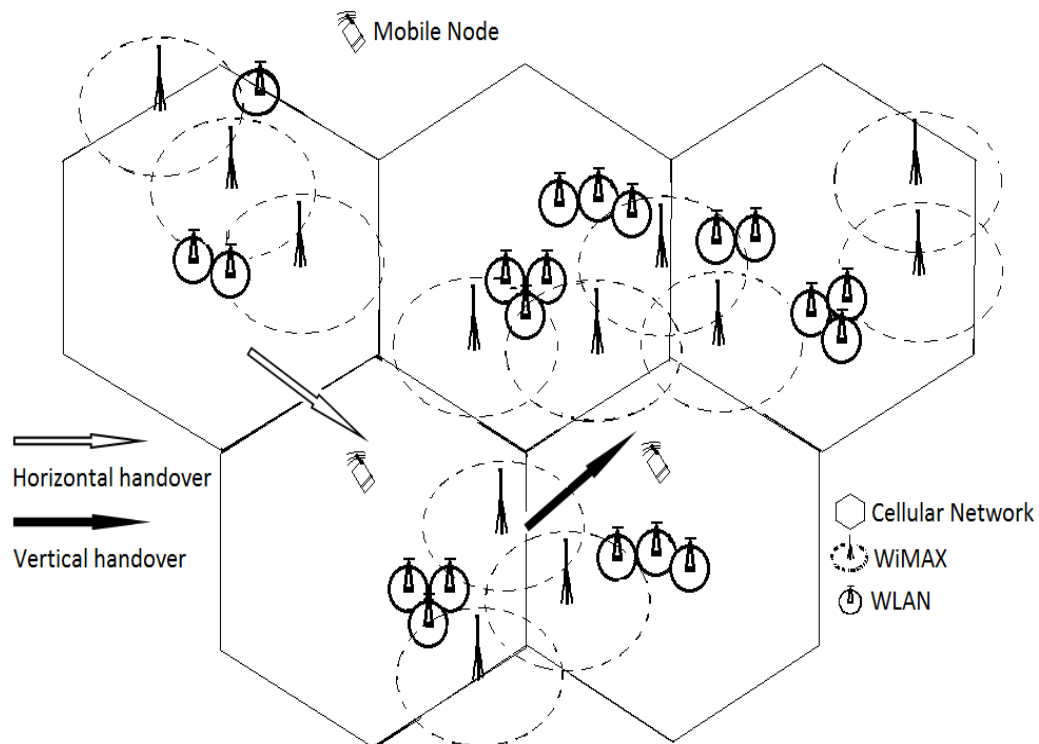 Mobile Node
Horizontal handover
Vertical handover
Cellular Network
WiMAX
WLAN